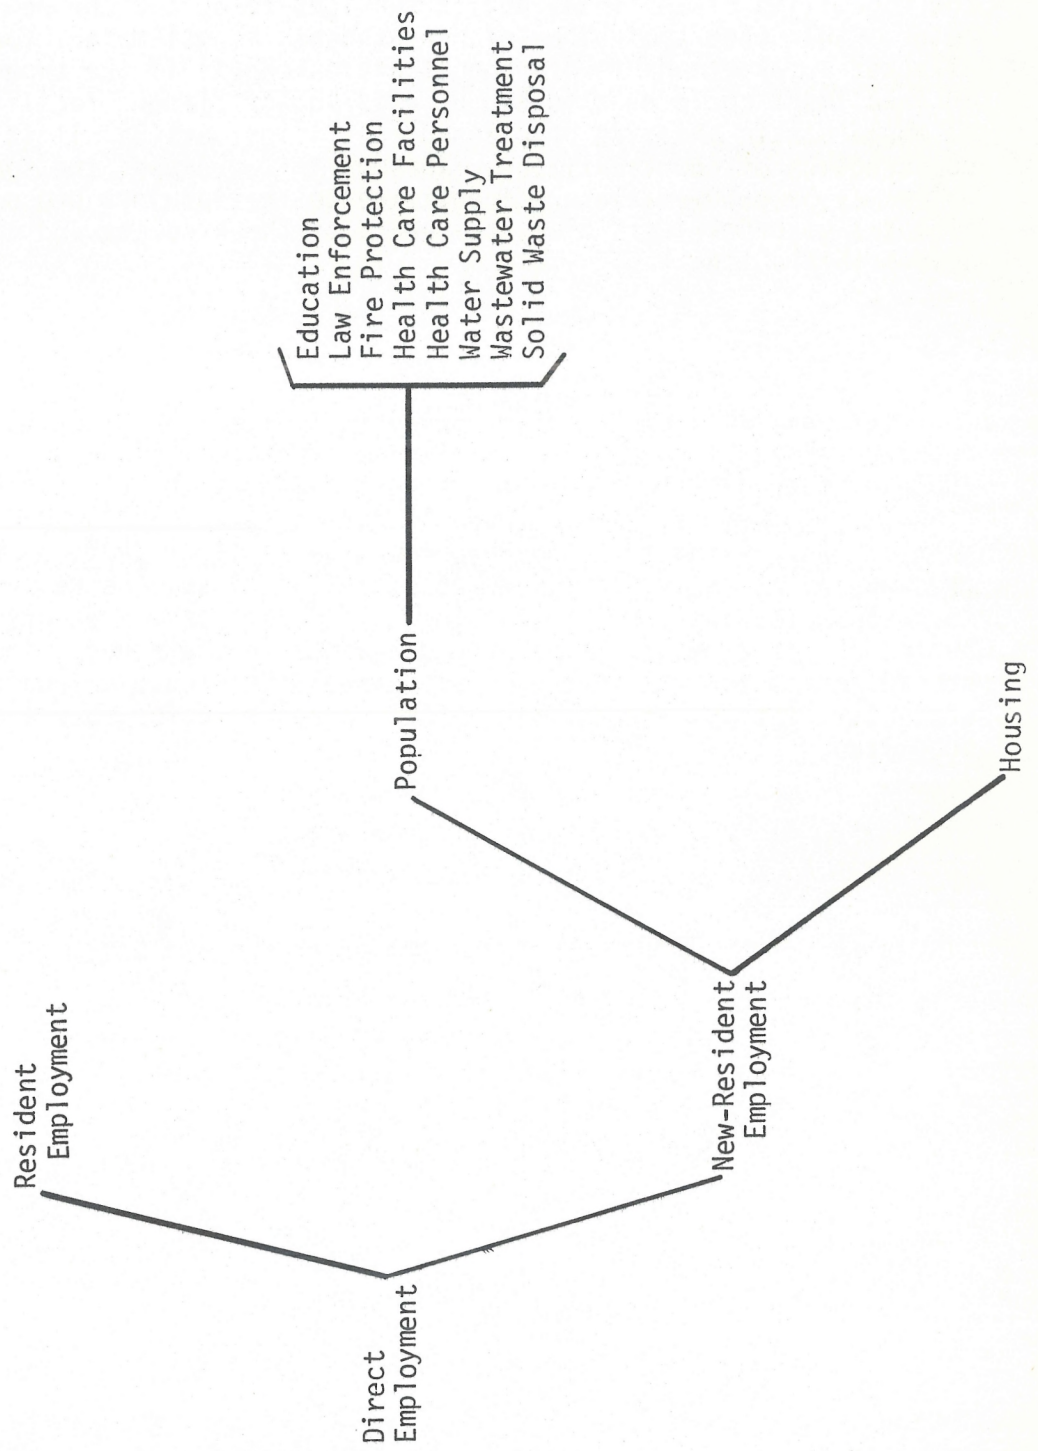 Direct
Employment
Resident
Employment
New-Resident
Employment
Population
Housing
Education
Law Enforcement
Fire Protection
Health Care Facilities
Health Care Personnel
Water Supply
Wastewater Treatment
Solid Waste Disposal